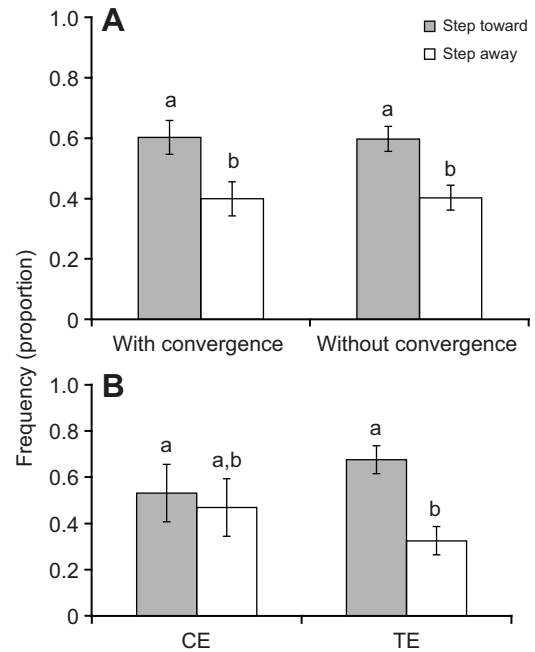 A
Step toward
Step away
Frequency (proportion)
1.0
0.8
0.6
0.4
0.2
0
a
b
a
b
With convergence
Without convergence
B
1.0
0.8
0.6
0.4
0.2
0
a
a,b
a
b
CE
TE